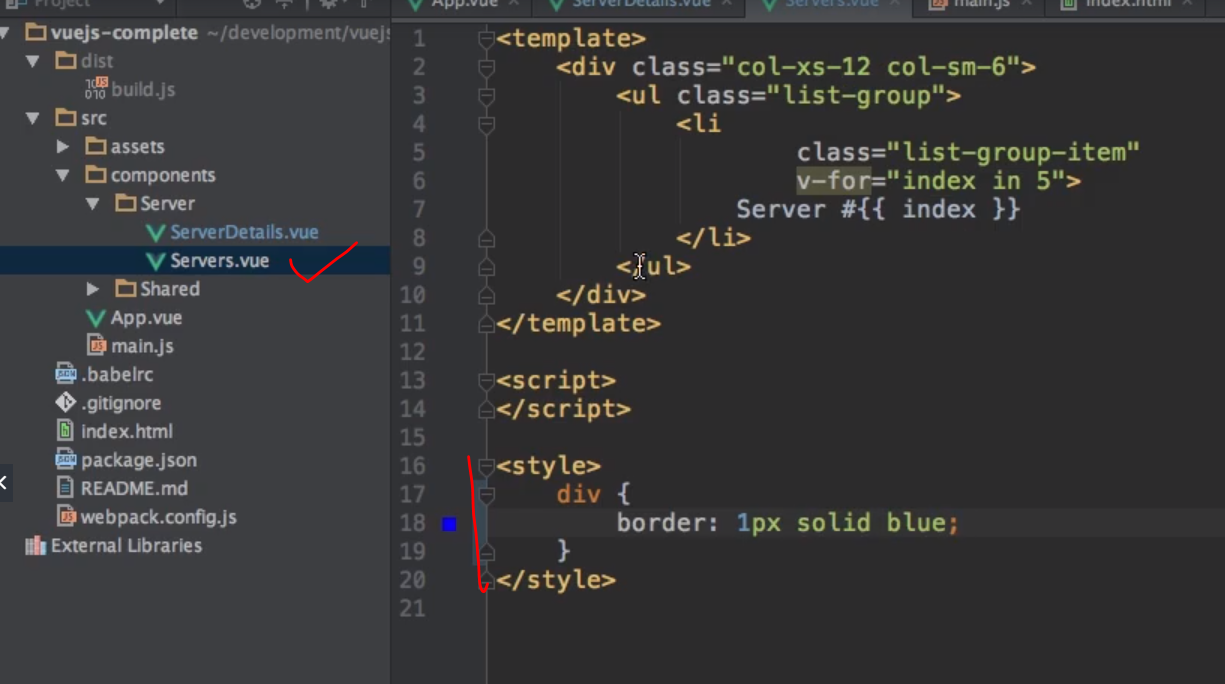 Project
App.vue
ServerDetails.vue
Servers.vue
main.js
index.html
vuejs-complete ~/development/vuejs
dist
build.js
src
assets
components
Server
ServerDetails.vue
Servers.vue
Shared
App.vue
main.js
.babelrc
.gitignore
index.html
package.json
README.md
webpack.config.js
External Libraries
1 <template>
2 <div class="col-xs-12 col-sm-6">
3 <ul class="list-group">
4 <li
5 class="list-group-item"
6 v-for="index in 5">
7 Server #{{ index }}
8 </li>
9 </ul>
10 </div>
11 </template>
12
13 <script>
14 </script>
15
16 <style>
17 div {
18 border: 1px solid blue;
19 }
20 </style>
21